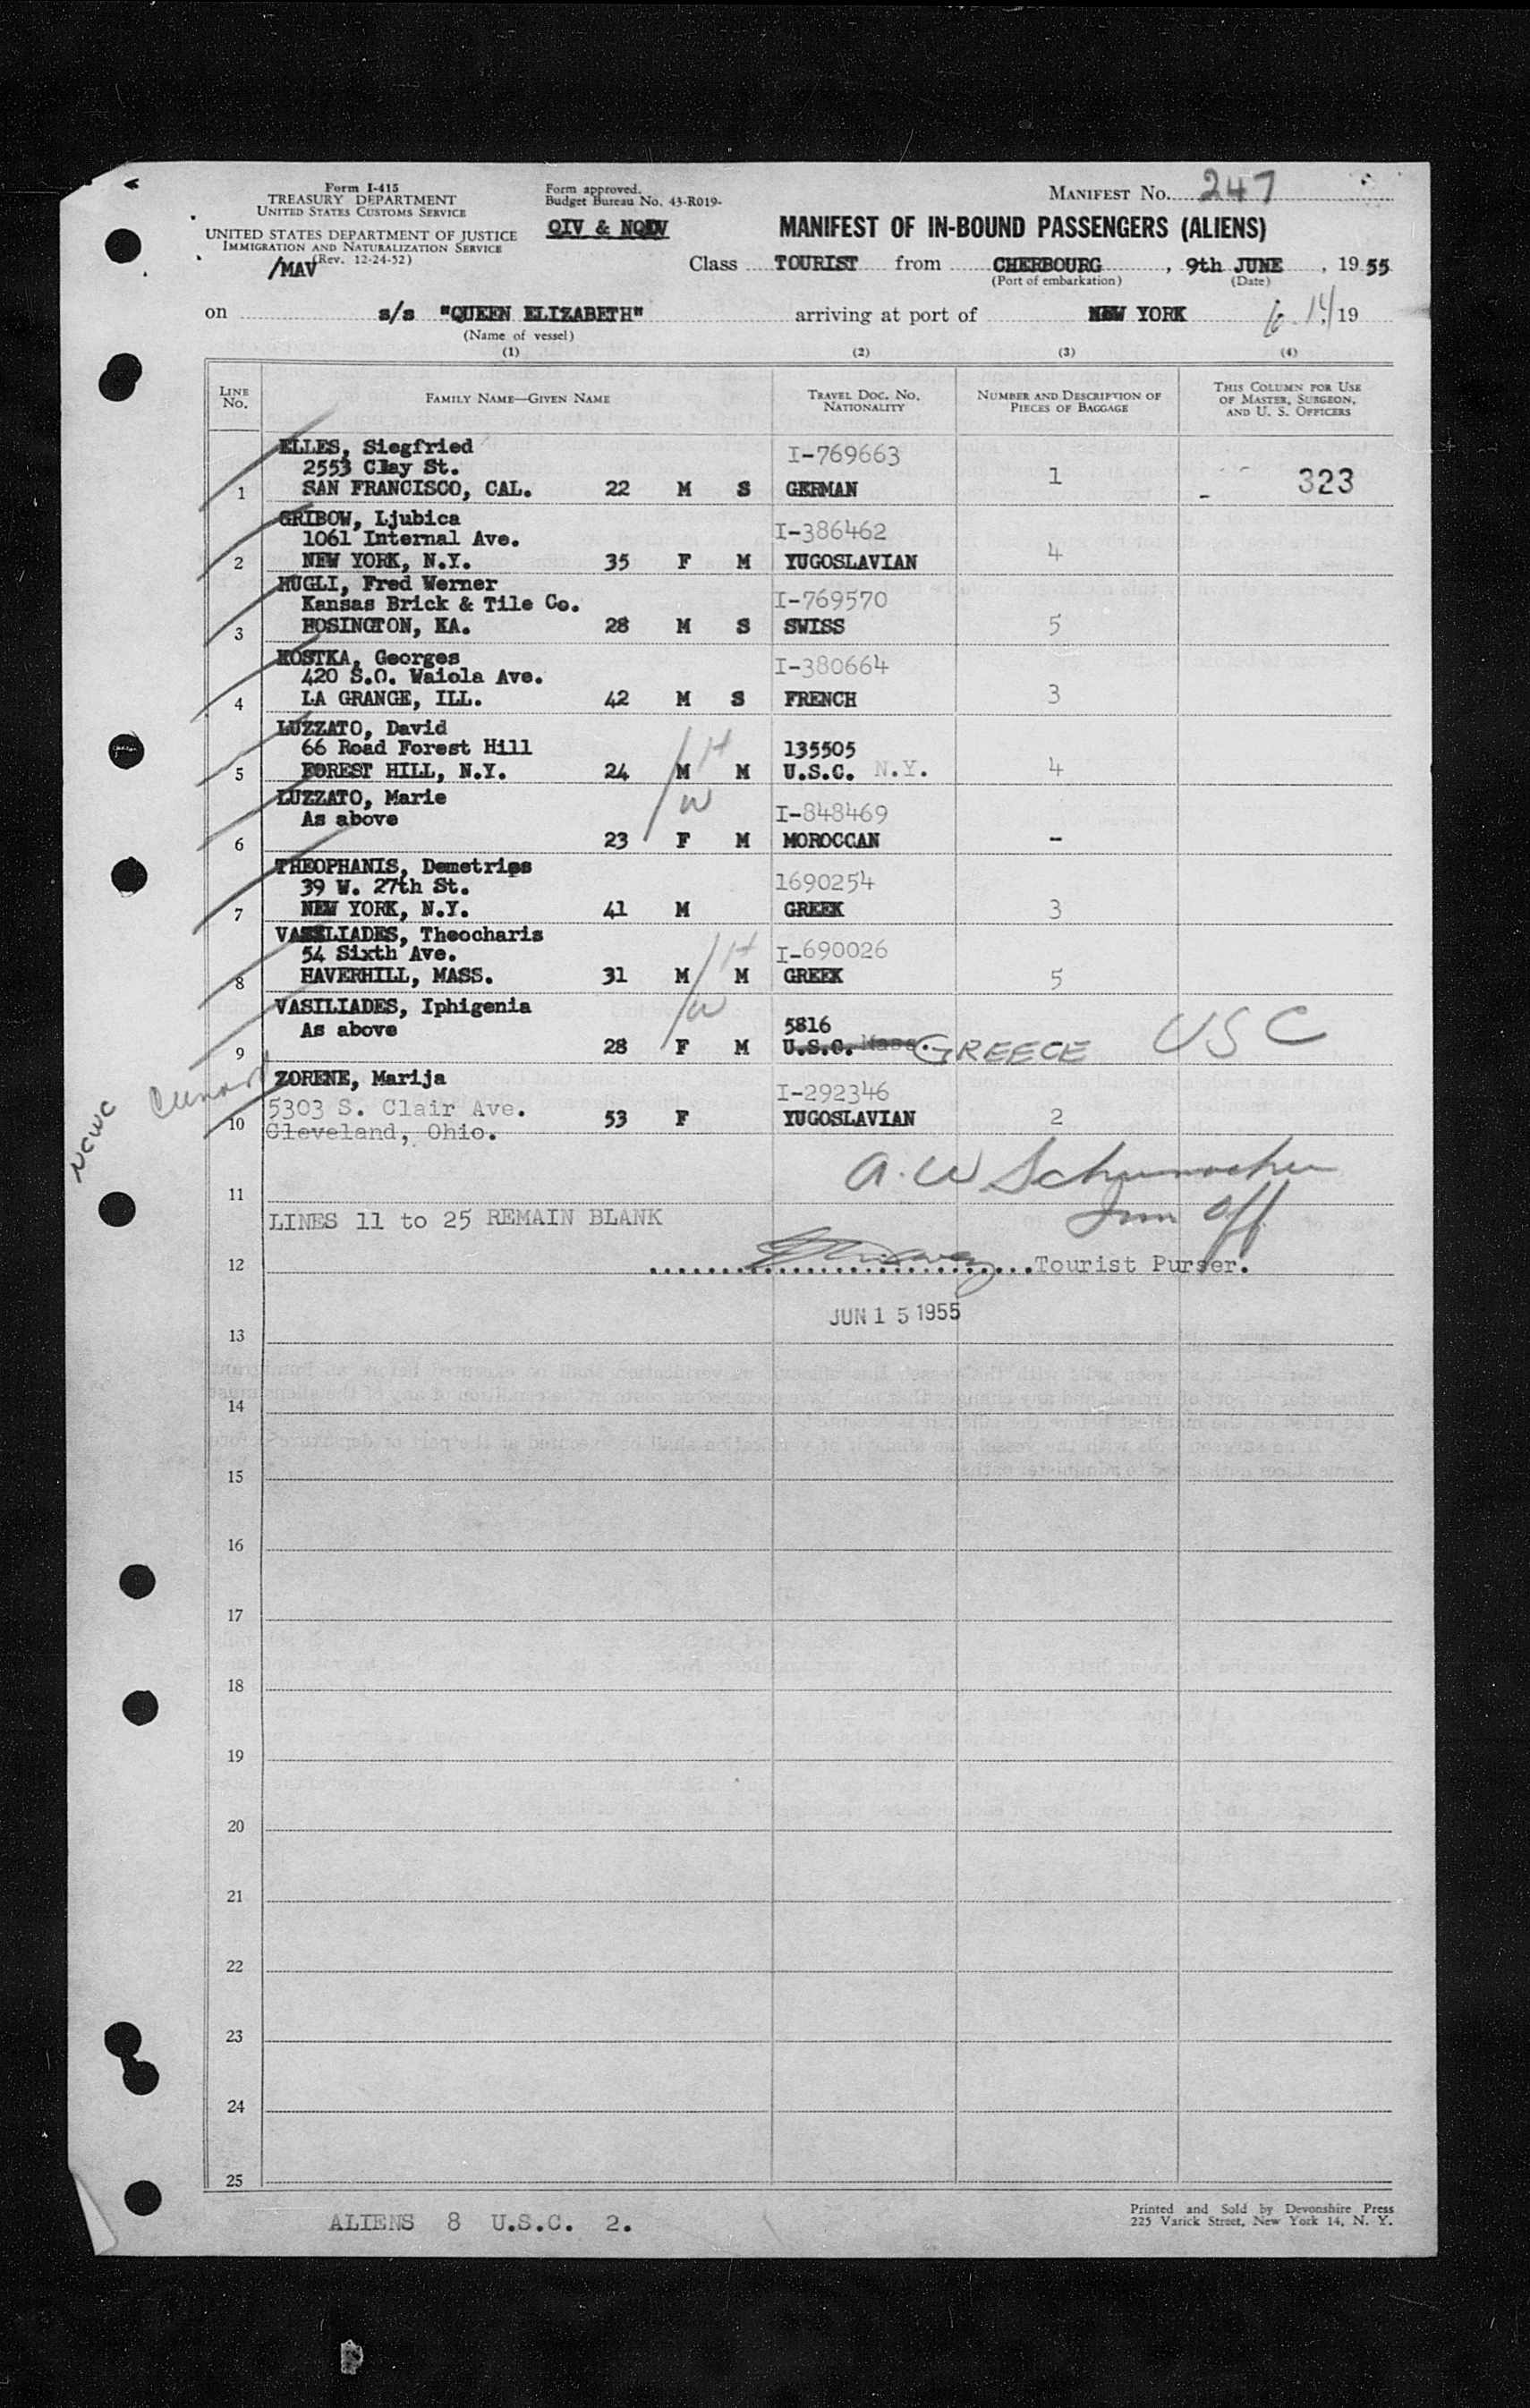 Form I-415
TREASURY DEPARTMENT
UNITED STATES CUSTOMS SERVICE
UNITED STATES DEPARTMENT OF JUSTICE
IMMIGRATION AND NATURALIZATION SERVICE
(Rev. 12-24-52)
/MAV
Form approved.
Budget Bureau No. 43-R019-
QIV & NQIV
MANIFEST NO. 247
MANIFEST OF IN-BOUND PASSENGERS (ALIENS)
Class TOURIST from CHERBOURG, 9th JUNE, 1955
(Port of embarkation) (Date)
on s/s "QUEEN ELIZABETH" arriving at port of NEW YORK 6.14, 19
(Name of vessel)
(1) (2) (3) (4)
LINE NO. FAMILY NAME—GIVEN NAME TRAVEL DOC. NO. NATIONALITY NUMBER AND DESCRIPTION OF PIECES OF BAGGAGE THIS COLUMN FOR USE OF MASTER, SURGEON, AND U. S. OFFICERS
ELLES, Siegfried I-769663
2553 Clay St. 1 323
1 SAN FRANCISCO, CAL. 22 M S GERMAN
GRIBOW, Ljubica I-386462
1061 Internal Ave. 4
2 NEW YORK, N.Y. 35 F M YUGOSLAVIAN
HUGLI, Fred Werner I-769570
Kansas Brick & Tile Co.
3 HOSINGTON, KA. 28 M S SWISS 5
KOSTKA, Georges I-380664
420 S.O. Waiola Ave.
4 LA GRANGE, ILL. 42 M S FRENCH 3
LUZZATO, David
66 Road Forest Hill H 135505
5 FOREST HILL, N.Y. 24 M M U.S.C. N.Y. 4
LUZZATO, Marie W I-848469
As above
6 23 F M MOROCCAN -
THEOPHANIS, Demetrios 1690254
39 W. 27th St.
7 NEW YORK, N.Y. 41 M GREEK 3
VASILIADES, Theocharis H I-690026
54 Sixth Ave.
8 HAVERHILL, MASS. 31 M M GREEK 5
VASILIADES, Iphigenia W
As above 5816
9 28 F M U.S.C. Mass. GREECE USC
ZORENE, Marija I-292346
5303 S. Clair Ave.
10 Cleveland, Ohio. 53 F YUGOSLAVIAN 2
Cunard
NCWC
A. W Schumacher
Imm Off
11
LINES 11 to 25 REMAIN BLANK
12 Tourist Purser.
JUN 15 1955
13
14
15
16
17
18
19
20
21
22
23
24
25
ALIENS 8 U.S.C. 2.
Printed and Sold by Devonshire Press
225 Varick Street, New York 14, N. Y.